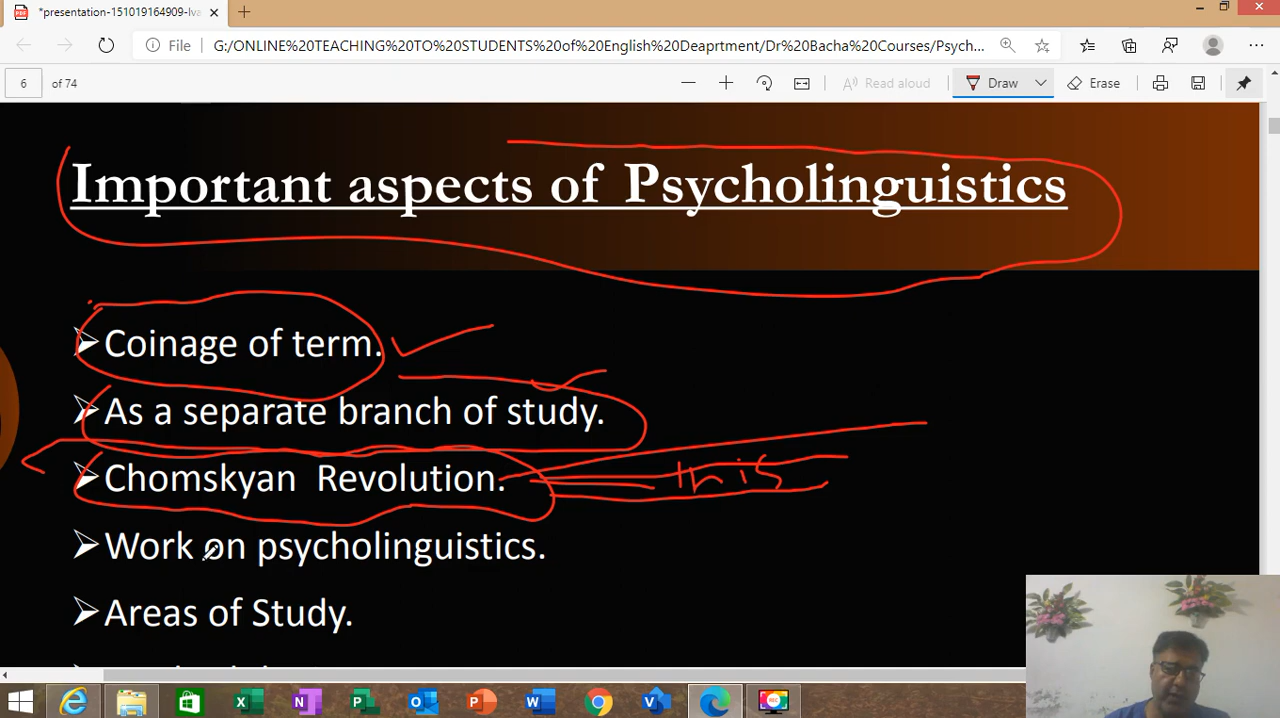 *presentation-151019164909-lva
File
G:/ONLINE%20TEACHING%20TO%20STUDENTS%20of%20English%20Deaprtment/Dr%20Bacha%20Courses/Psych...
6 of 74
Read aloud
Draw
Erase
Important aspects of Psycholinguistics
➢Coinage of term.
➢As a separate branch of study.
➢Chomskyan Revolution.
this
➢Work on psycholinguistics.
➢Areas of Study.